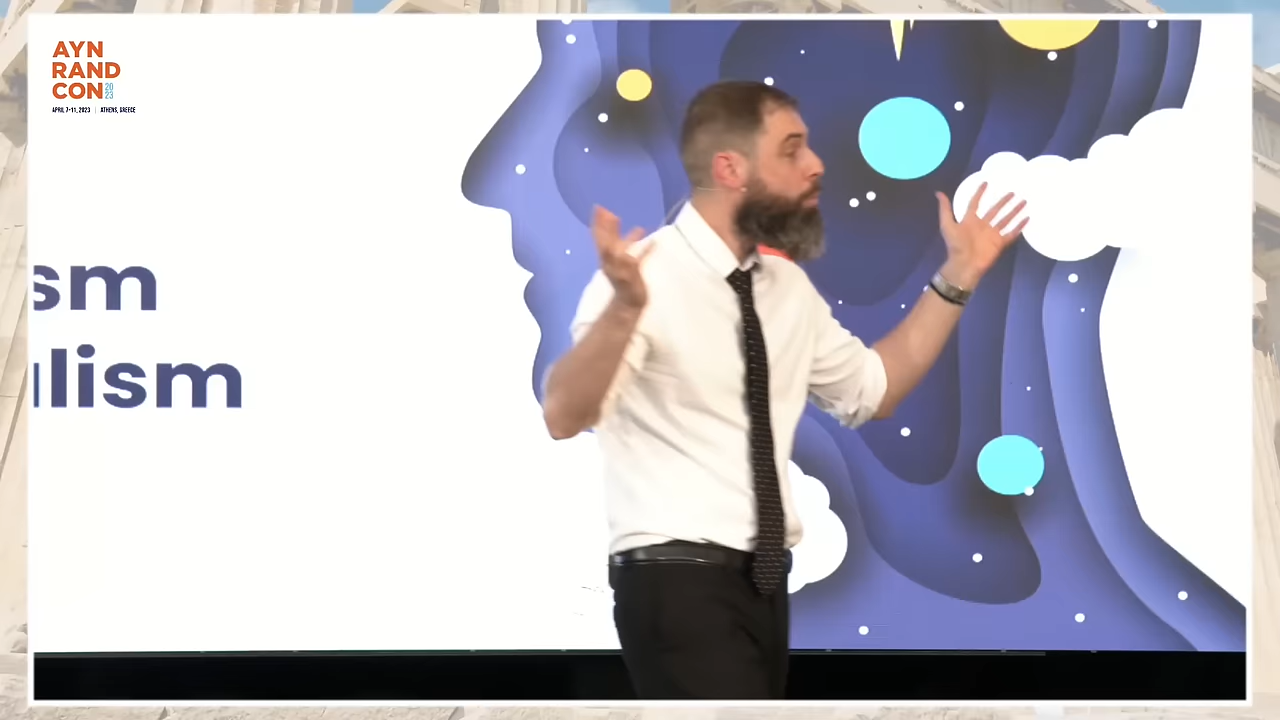 AYN
RAND
CON 20
23
APRIL 7-11, 2023 | ATHENS, GREECE
sm
lism